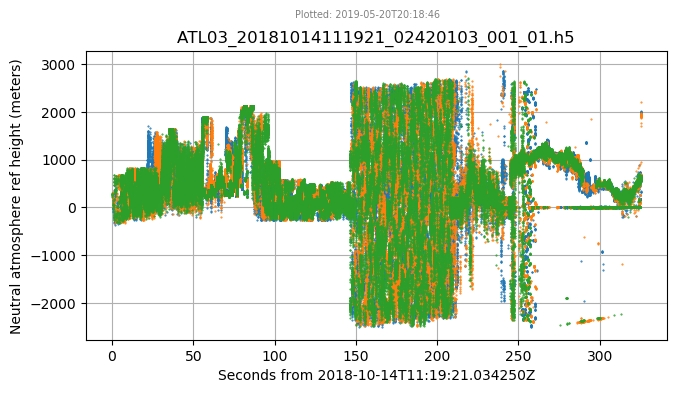 Plotted: 2019-05-20T20:18:46
ATL03_20181014111921_02420103_001_01.h5
Neutral atmosphere ref height (meters)
3000
2000
1000
0
−1000
−2000
0 50 100 150 200 250 300
Seconds from 2018-10-14T11:19:21.034250Z